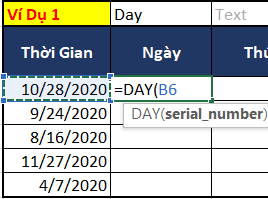 Ví Dụ 1 Day Text
Thời Gian Ngày
10/28/2020 =DAY(B6
9/24/2020 DAY(serial_number)
8/16/2020
11/27/2020
4/7/2020